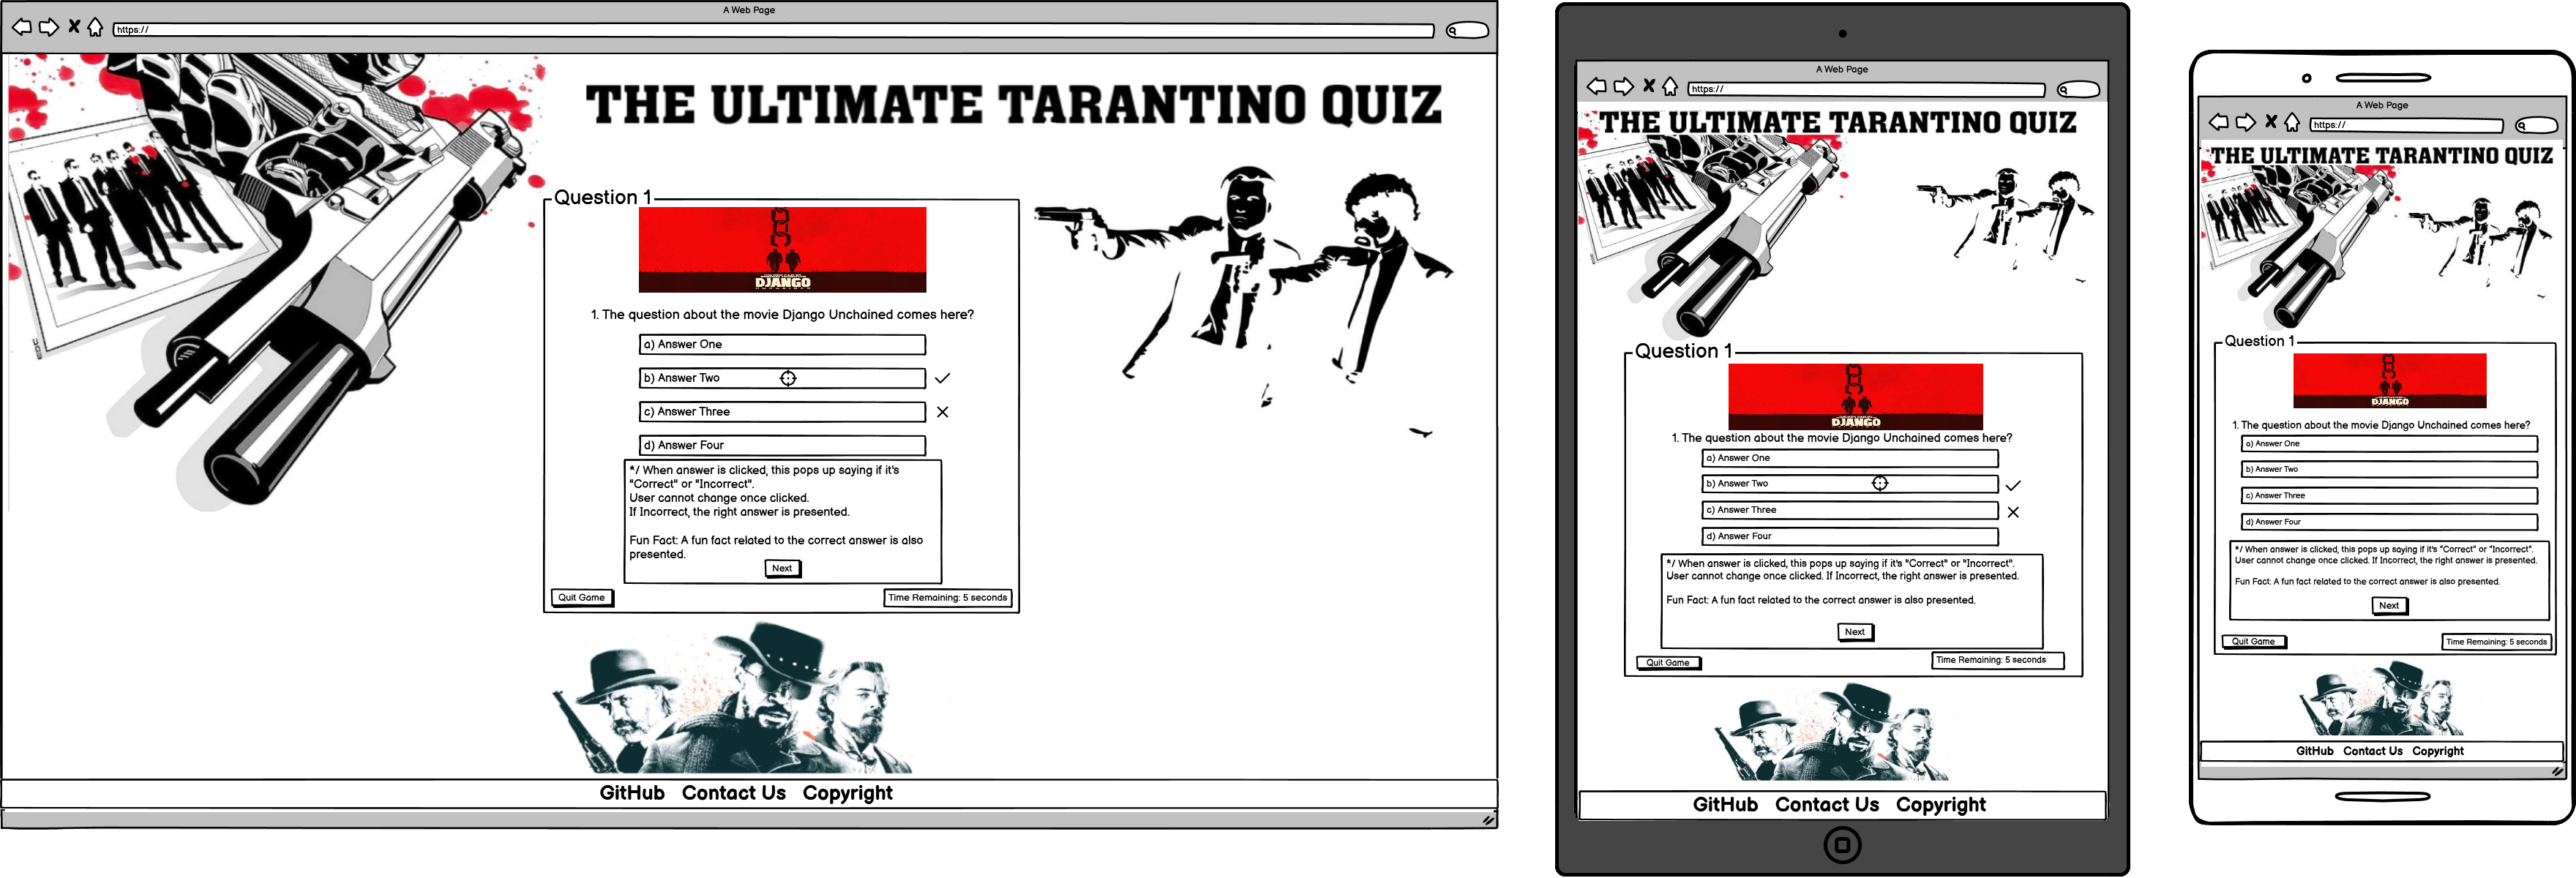 A Web Page
https://
THE ULTIMATE TARANTINO QUIZ
Question 1
DJANGO
1. The question about the movie Django Unchained comes here?
a) Answer One
b) Answer Two
c) Answer Three
d) Answer Four
*/ When answer is clicked, this pops up saying if it's
"Correct" or "Incorrect".
User cannot change once clicked.
If Incorrect, the right answer is presented.
Fun Fact: A fun fact related to the correct answer is also
presented.
Next
Quit Game
Time Remaining: 5 seconds
GitHub Contact Us Copyright
A Web Page
https://
THE ULTIMATE TARANTINO QUIZ
Question 1
DJANGO
1. The question about the movie Django Unchained comes here?
a) Answer One
b) Answer Two
c) Answer Three
d) Answer Four
*/ When answer is clicked, this pops up saying if it's "Correct" or "Incorrect".
User cannot change once clicked. If Incorrect, the right answer is presented.
Fun Fact: A fun fact related to the correct answer is also presented.
Next
Quit Game
Time Remaining: 5 seconds
GitHub Contact Us Copyright
A Web Page
https://
THE ULTIMATE TARANTINO QUIZ
Question 1
DJANGO
1. The question about the movie Django Unchained comes here?
a) Answer One
b) Answer Two
c) Answer Three
d) Answer Four
*/ When answer is clicked, this pops up saying if it's "Correct" or "Incorrect".
User cannot change once clicked. If Incorrect, the right answer is presented.
Fun Fact: A fun fact related to the correct answer is also presented.
Next
Quit Game
Time Remaining: 5 seconds
GitHub Contact Us Copyright